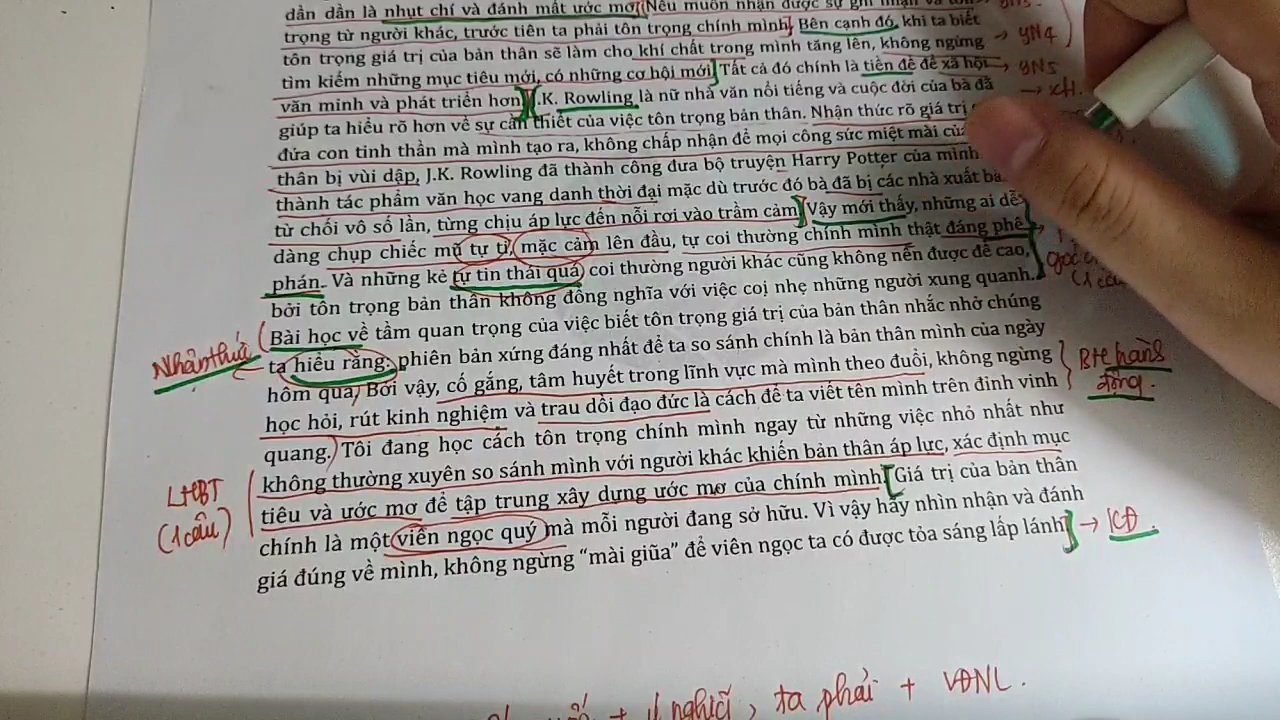 dần dần là nhụt chí và đánh mất ước mơ. Nếu muốn nhận được sự ghi nhận và tôn
trọng từ người khác, trước tiên ta phải tôn trọng chính mình. Bên cạnh đó, khi ta biết
tôn trọng giá trị của bản thân sẽ làm cho khí chất trong mình tăng lên, không ngừng → YN4
tìm kiếm những mục tiêu mới, có những cơ hội mới. Tất cả đó chính là tiền đề để xã hội → YN5
văn minh và phát triển hơn. J.K. Rowling là nữ nhà văn nổi tiếng và cuộc đời của bà đã → XH.
giúp ta hiểu rõ hơn về sự cần thiết của việc tôn trọng bản thân. Nhận thức rõ giá trị
đứa con tinh thần mà mình tạo ra, không chấp nhận để mọi công sức miệt mài
thân bị vùi dập, J.K. Rowling đã thành công đưa bộ truyện Harry Potter của mình
thành tác phẩm văn học vang danh thời đại mặc dù trước đó bà đã bị các nhà xuất
từ chối vô số lần, từng chịu áp lực đến nỗi rơi vào trầm cảm. Vậy mới thấy, những ai dễ
dàng chụp chiếc mũ tự ti, mặc cảm lên đầu, tự coi thường chính mình thật đáng phê
phán. Và những kẻ tự tin thái quá coi thường người khác cũng không nên được đề cao,
bởi tôn trọng bản thân không đồng nghĩa với việc coi nhẹ những người xung quanh. (1 câu)
Bài học về tầm quan trọng của việc biết tôn trọng giá trị của bản thân nhắc nhở chúng
Nhận thức ta hiểu rằng: phiên bản xứng đáng nhất để ta so sánh chính là bản thân mình của ngày
hôm qua. Bởi vậy, cố gắng, tâm huyết trong lĩnh vực mà mình theo đuổi, không ngừng BH hành
học hỏi, rút kinh nghiệm và trau dồi đạo đức là cách để ta viết tên mình trên đỉnh vinh động.
quang. Tôi đang học cách tôn trọng chính mình ngay từ những việc nhỏ nhất như
LHBT không thường xuyên so sánh mình với người khác khiến bản thân áp lực, xác định mục
(1 câu) tiêu và ước mơ để tập trung xây dựng ước mơ của chính mình. Giá trị của bản thân
chính là một viên ngọc quý mà mỗi người đang sở hữu. Vì vậy hãy nhìn nhận và đánh
giá đúng về mình, không ngừng “mài giũa” để viên ngọc ta có được tỏa sáng lấp lánh. → KĐ.
+ ý nghĩa, ta phải + VĐNL.